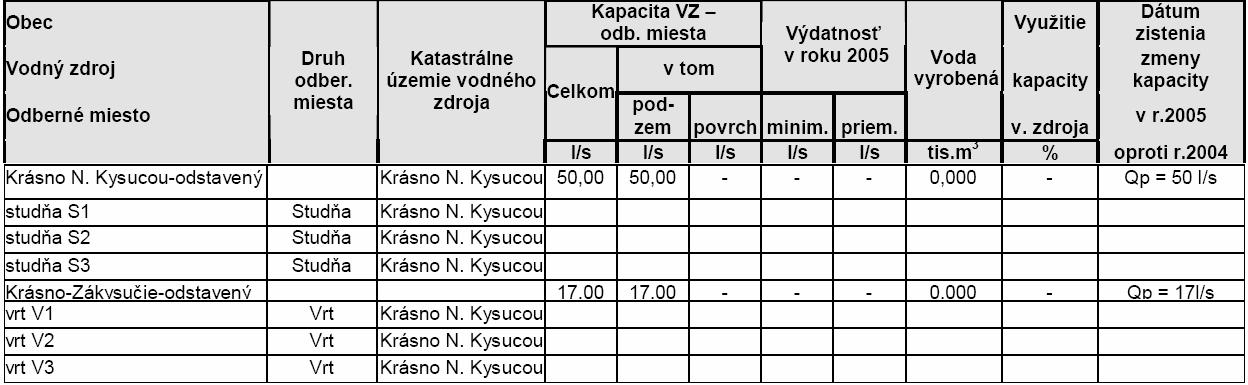 Obec
Vodný zdroj
Odberné miesto
Druh
odber.
miesta
Katastrálne
územie vodného
zdroja
Kapacita VZ –
odb. miesta
Celkom
v tom
pod-
zem
povrch
Výdatnosť
v roku 2005
minim.
priem.
Voda
vyrobená
Využitie
kapacity
v. zdroja
Dátum
zistenia
zmeny
kapacity
v r.2005
oproti r.2004
l/s l/s l/s l/s l/s tis.m³ %
Krásno N. Kysucou-odstavený Krásno N. Kysucou 50,00 50,00 - - - 0,000 - Qp = 50 l/s
studňa S1 Studňa Krásno N. Kysucou
studňa S2 Studňa Krásno N. Kysucou
studňa S3 Studňa Krásno N. Kysucou
Krásno-Zákysučie-odstavený 17.00 17.00 - - - 0.000 - Qp = 17l/s
vrt V1 Vrt Krásno N. Kysucou
vrt V2 Vrt Krásno N. Kysucou
vrt V3 Vrt Krásno N. Kysucou